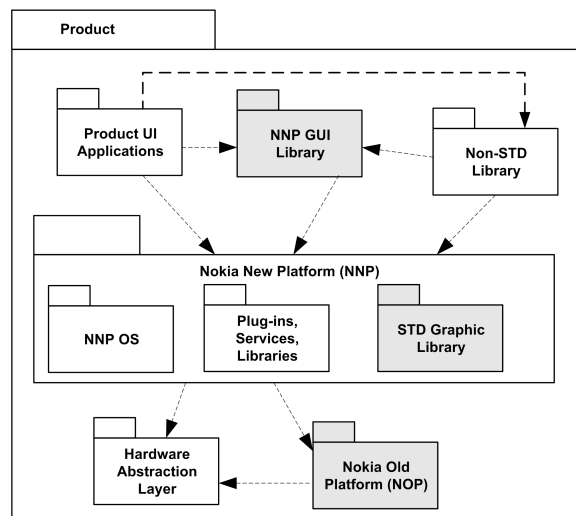 Product
Product UI
Applications
NNP GUI
Library
Non-STD
Library
Nokia New Platform (NNP)
NNP OS
Plug-ins,
Services,
Libraries
STD Graphic
Library
Hardware
Abstraction
Layer
Nokia Old
Platform (NOP)